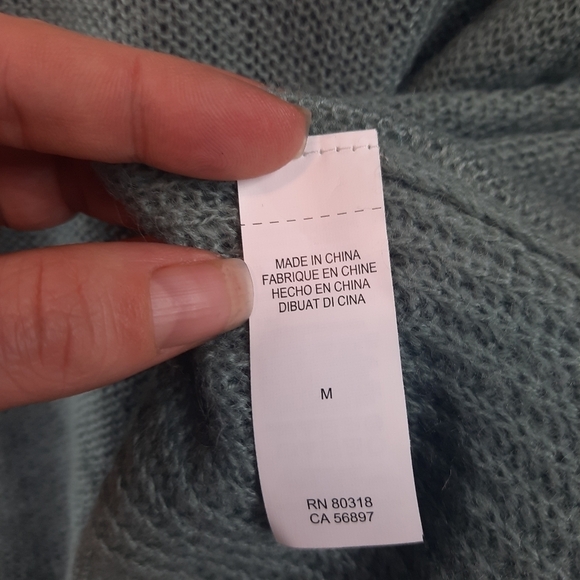 MADE IN CHINA
FABRIQUE EN CHINE
HECHO EN CHINA
DIBUAT DI CINA
M
RN 80318
CA 56897